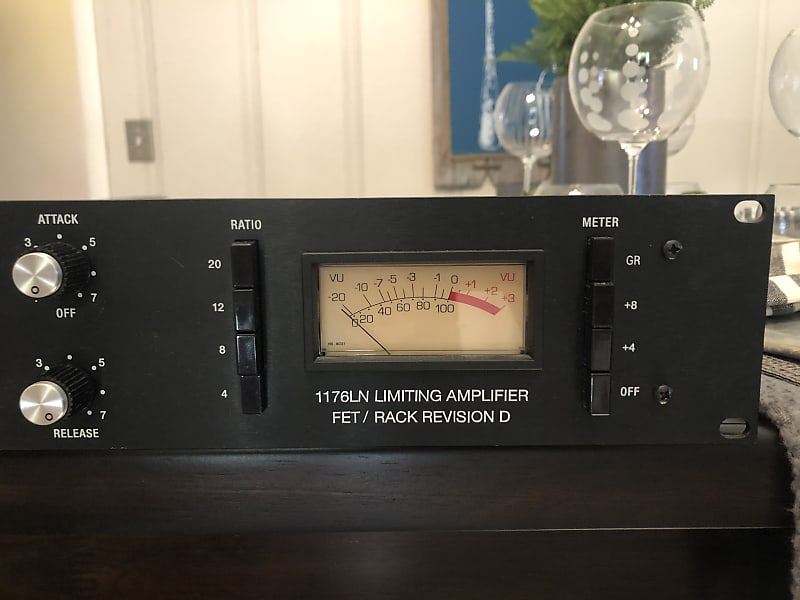 ATTACK
3 5
7
OFF
3 5
7
RELEASE
RATIO
20
12
8
4
VU VU
-20 -10 -7 -5 -3 -1 0 +1 +2 +3
0 20 40 60 80 100
1176LN LIMITING AMPLIFIER
FET / RACK REVISION D
METER
GR
+8
+4
OFF